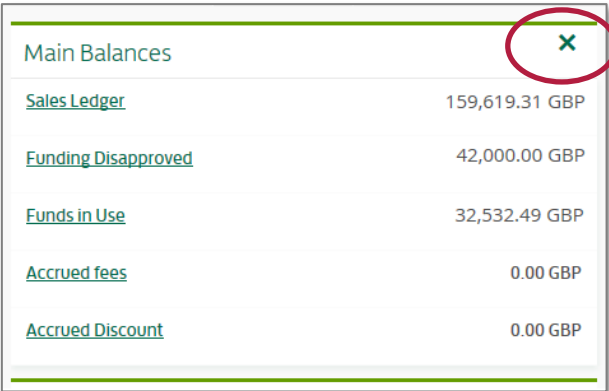 Main Balances ✕
Sales Ledger 159,619.31 GBP
Funding Disapproved 42,000.00 GBP
Funds in Use 32,532.49 GBP
Accrued fees 0.00 GBP
Accrued Discount 0.00 GBP